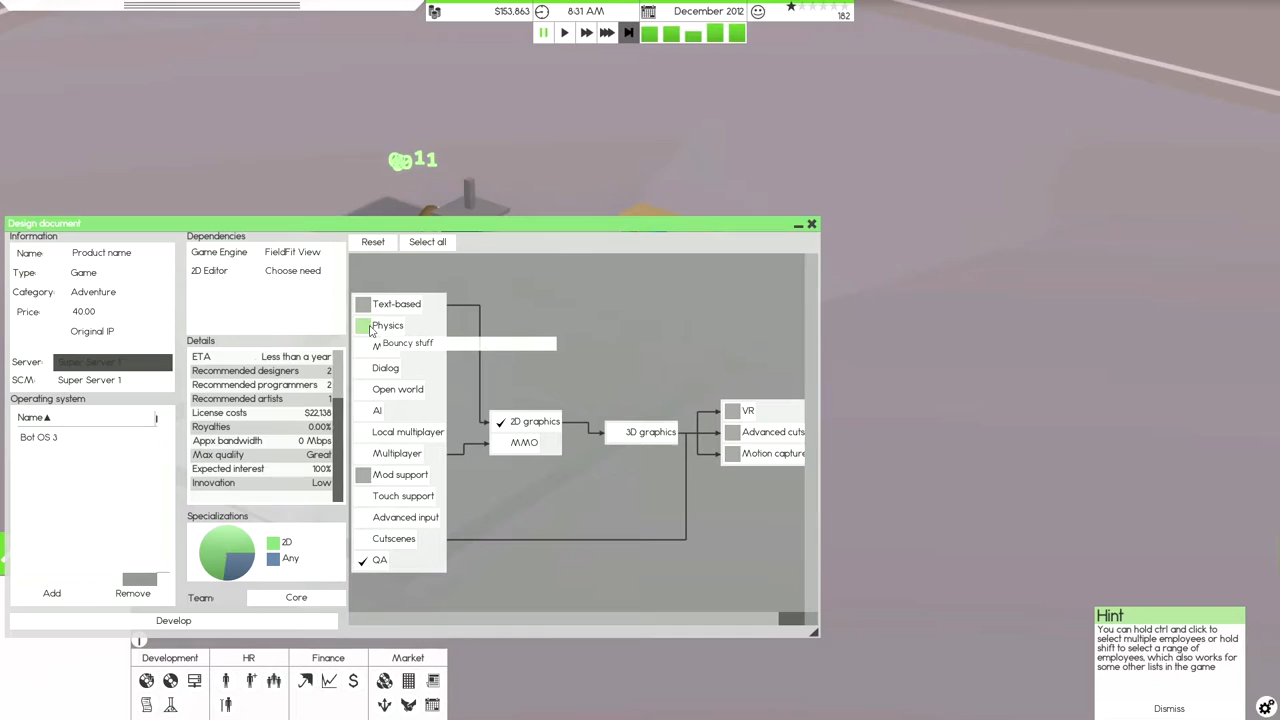 $153,863
8:31 AM
December 2012
182
11
Design document
Information
Name: Product name
Type: Game
Category: Adventure
Price: 40.00
Original IP
Server: Super Server 1
SCM: Super Server 1
Operating system
Name▲
Bot OS 3
Add
Remove
Develop
Dependencies
Game Engine FieldFit View
2D Editor Choose need
Details
ETA Less than a year
Recommended designers 2
Recommended programmers 2
Recommended artists 1
License costs $22,138
Royalties 0.00%
Appx bandwidth 0 Mbps
Max quality Great
Expected interest 100%
Innovation Low
Specializations
2D
Any
Team: Core
Reset
Select all
Text-based
Physics
Bouncy stuff
Dialog
Open world
AI
Local multiplayer
Multiplayer
Mod support
Touch support
Advanced input
Cutscenes
QA
2D graphics
MMO
3D graphics
VR
Advanced cuts
Motion capture
Development
HR
Finance
Market
Hint
You can hold ctrl and click to
select multiple employees or hold
shift to select a range of
employees, which also works for
some other lists in the game
Dismiss